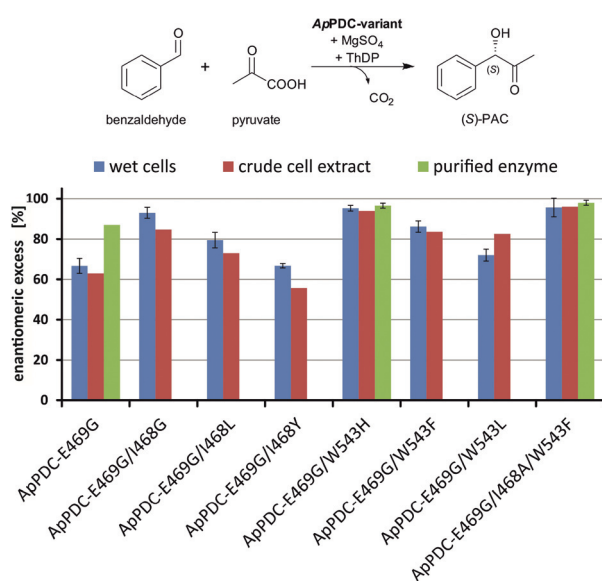 O
OH
ApPDC-variant
+ MgSO4
+ ThDP
O
+
COOH
(S)
O
CO2
benzaldehyde
pyruvate
(S)-PAC
wet cells
crude cell extract
purified enzyme
enantiomeric excess [%]
100
80
60
40
20
0
ApPDC-E469G
ApPDC-E469G/I468G
ApPDC-E469G/I468L
ApPDC-E469G/I468Y
ApPDC-E469G/W543H
ApPDC-E469G/W543F
ApPDC-E469G/W543L
ApPDC-E469G/I468A/W543F